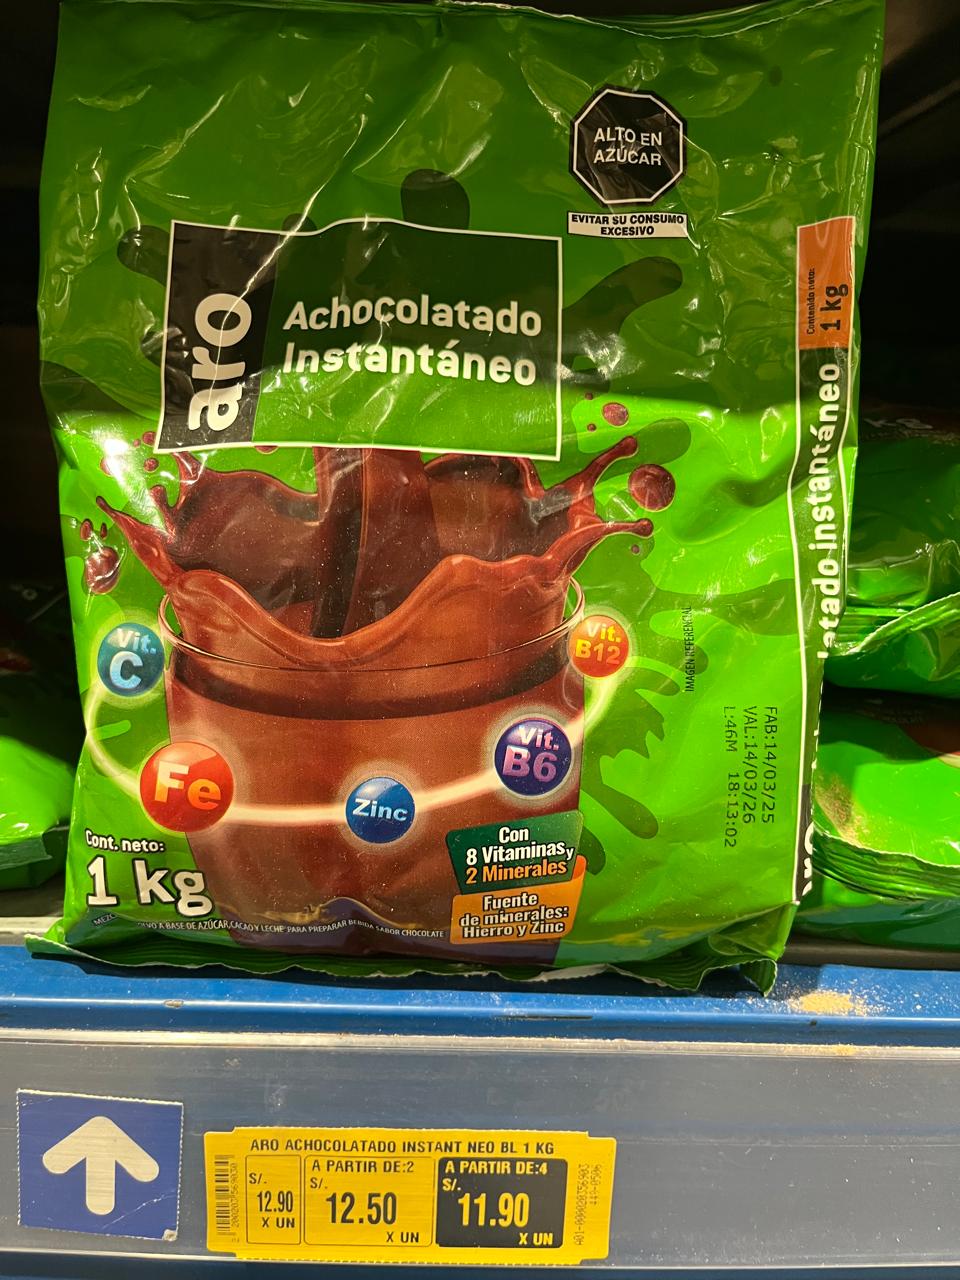 ALTO EN
AZÚCAR
EVITAR SU CONSUMO
EXCESIVO
aro
Achocolatado
Instantáneo
Contenido neto:
1 kg
etado instantáneo
Vit.
C
Fe
Zinc
Vit.
B6
Vit.
B12
IMAGEN REFERENCIAL
FAB:14/03/25
VAL:14/03/26
L:46M 18:13:02
Con
8 Vitaminas y
2 Minerales
Fuente
de minerales:
Hierro y Zinc
Cont. neto:
1 kg
A BASE DE AZÚCAR, CACAO Y LECHE PARA PREPARAR BEBIDA SABOR CHOCOLATE
ARO ACHOCOLATADO INSTANT NEO BL 1 KG
S/.
12.90
X UN
A PARTIR DE:2
S/.
12.50
X UN
A PARTIR DE:4
S/.
11.90
X UN